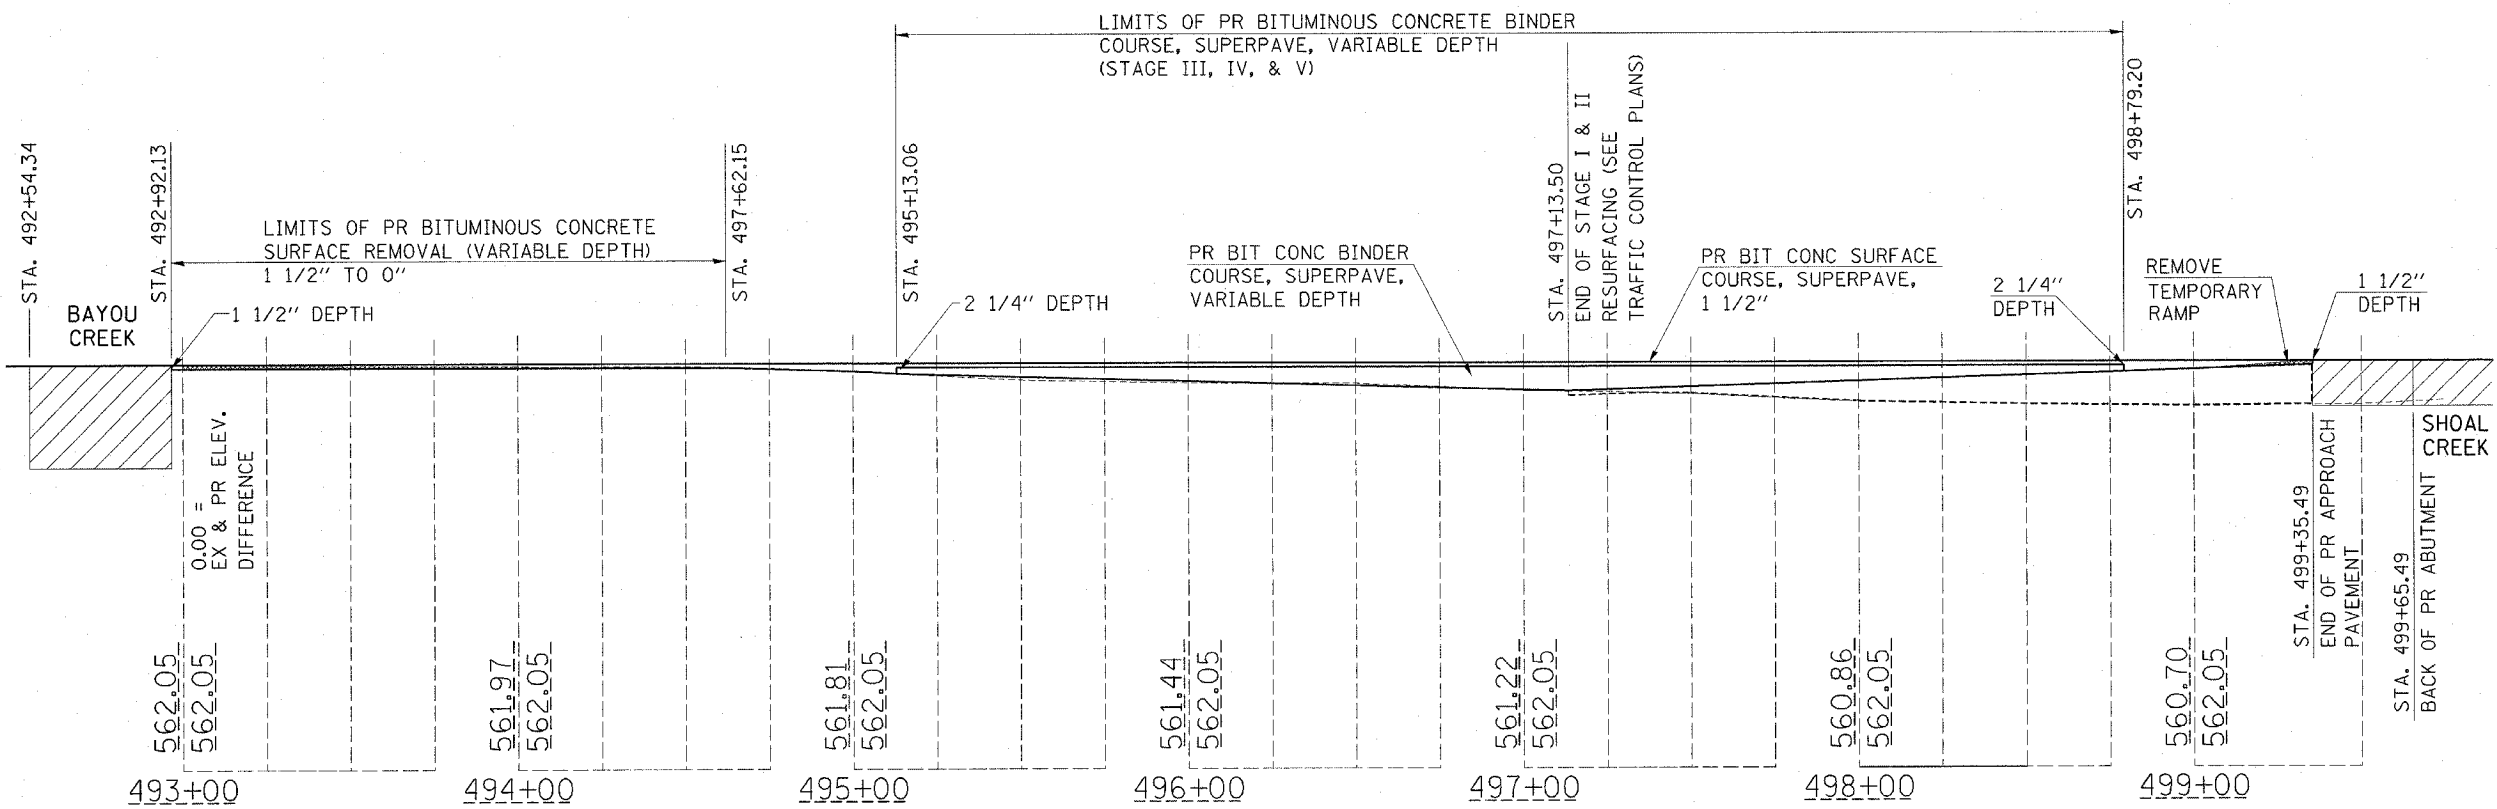 LIMITS OF PR BITUMINOUS CONCRETE BINDER
COURSE, SUPERPAVE, VARIABLE DEPTH
(STAGE III, IV, & V)
STA. 492+54.34
STA. 492+92.13
LIMITS OF PR BITUMINOUS CONCRETE
SURFACE REMOVAL (VARIABLE DEPTH)
1 1/2" TO 0"
STA. 497+62.15
STA. 495+13.06
STA. 497+13.50
END OF STAGE I & II
RESURFACING (SEE
TRAFFIC CONTROL PLANS)
STA. 498+79.20
BAYOU
CREEK
1 1/2" DEPTH
2 1/4" DEPTH
PR BIT CONC BINDER
COURSE, SUPERPAVE,
VARIABLE DEPTH
PR BIT CONC SURFACE
COURSE, SUPERPAVE,
1 1/2"
2 1/4"
DEPTH
REMOVE
TEMPORARY
RAMP
1 1/2"
DEPTH
SHOAL
CREEK
0.00 =
EX & PR ELEV.
DIFFERENCE
STA. 499+35.49
END OF PR APPROACH
PAVEMENT
STA. 499+65.49
BACK OF PR ABUTMENT
562.05
562.05
561.97
562.05
561.81
562.05
561.44
562.05
561.22
562.05
560.86
562.05
560.70
562.05
493+00
494+00
495+00
496+00
497+00
498+00
499+00